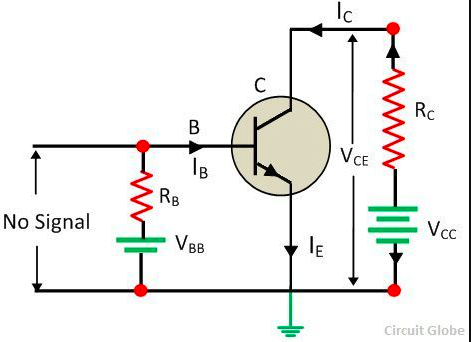 I_C
C
R_C
B
V_CE
I_B
R_B
No Signal
V_BB
I_E
V_CC
Circuit Globe